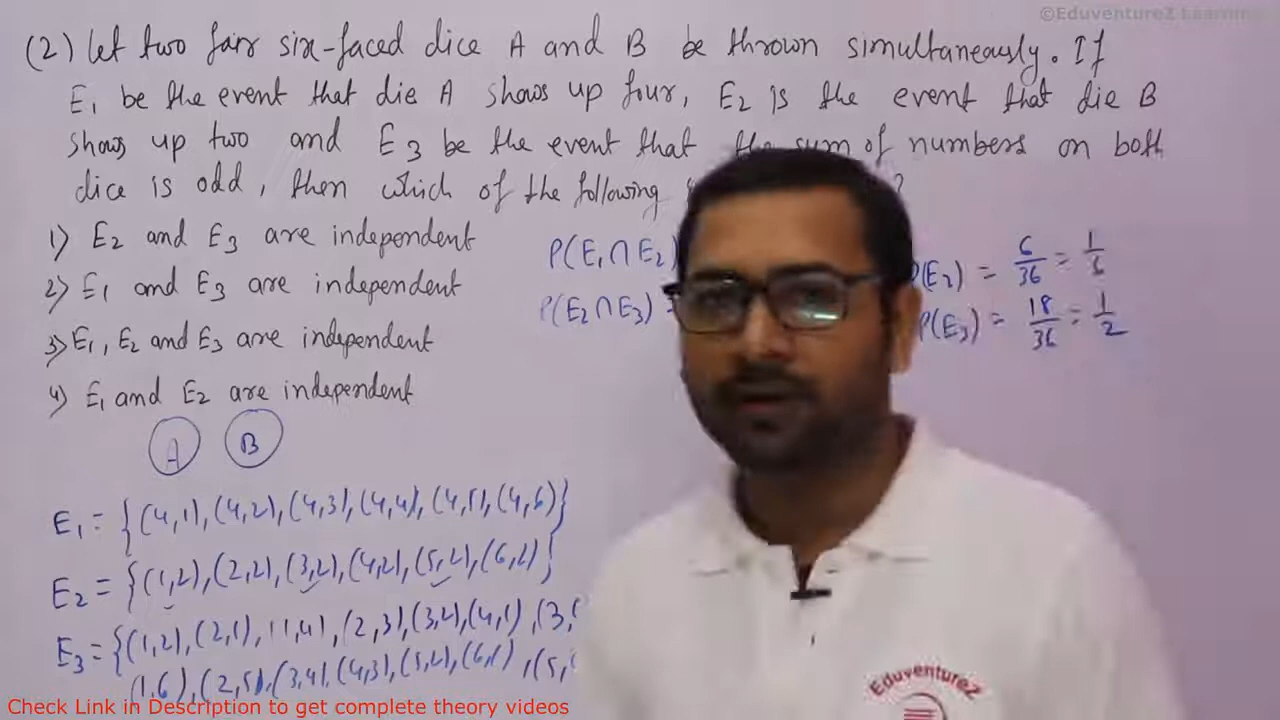 ©EduventureZ Learning
(2) Let two fair six-faced dice A and B be thrown simultaneously. If
E1 be the event that die A shows up four, E2 is the event that die B
shows up two and E3 be the event that the sum of numbers on both
dice is odd, then which of the following ?
1) E2 and E3 are independent
2) E1 and E3 are independent
3) E1, E2 and E3 are independent
4) E1 and E2 are independent
P(E1∩E2)
P(E2∩E3) =
P(E2) = 6/36 = 1/6
P(E3) = 18/36 = 1/2
A B
E1 = {(4,1), (4,2), (4,3), (4,4), (4,5), (4,6)}
E2 = {(1,2), (2,2), (3,2), (4,2), (5,2), (6,2)}
E3 = {(1,2), (2,1), (1,4), (2,3), (3,2), (4,1), (3,
(1,6), (2,5), (3,4), (4,3), (5,2), (6,1), (5,
EduventureZ
Check Link in Description to get complete theory videos